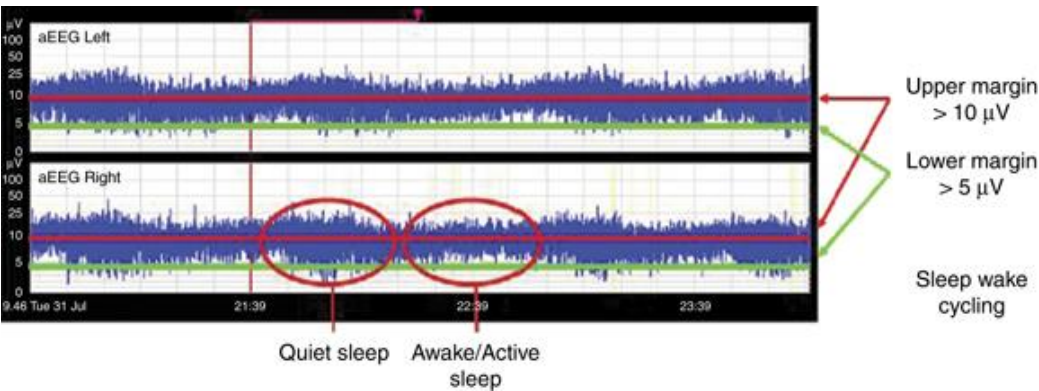 µV
100
aEEG Left
50
25
10
5
0
Upper margin
> 10 µV
µV
100
aEEG Right
50
25
10
5
0
Lower margin
> 5 µV
9.46 Tue 31 Jul
21:39
22:39
23:39
Sleep wake
cycling
Quiet sleep
Awake/Active
sleep